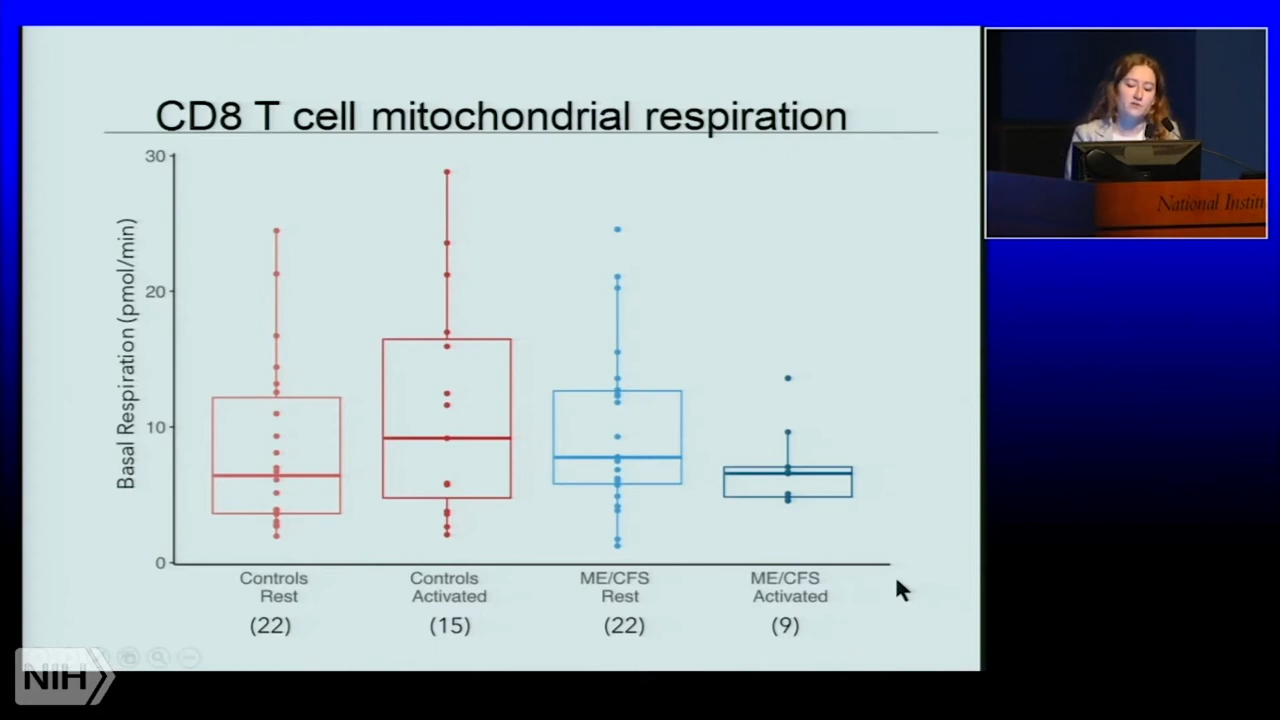 CD8 T cell mitochondrial respiration
30
20
10
0
Basal Respiration (pmol/min)
Controls
Rest
(22)
Controls
Activated
(15)
ME/CFS
Rest
(22)
ME/CFS
Activated
(9)
National Instit
NIH